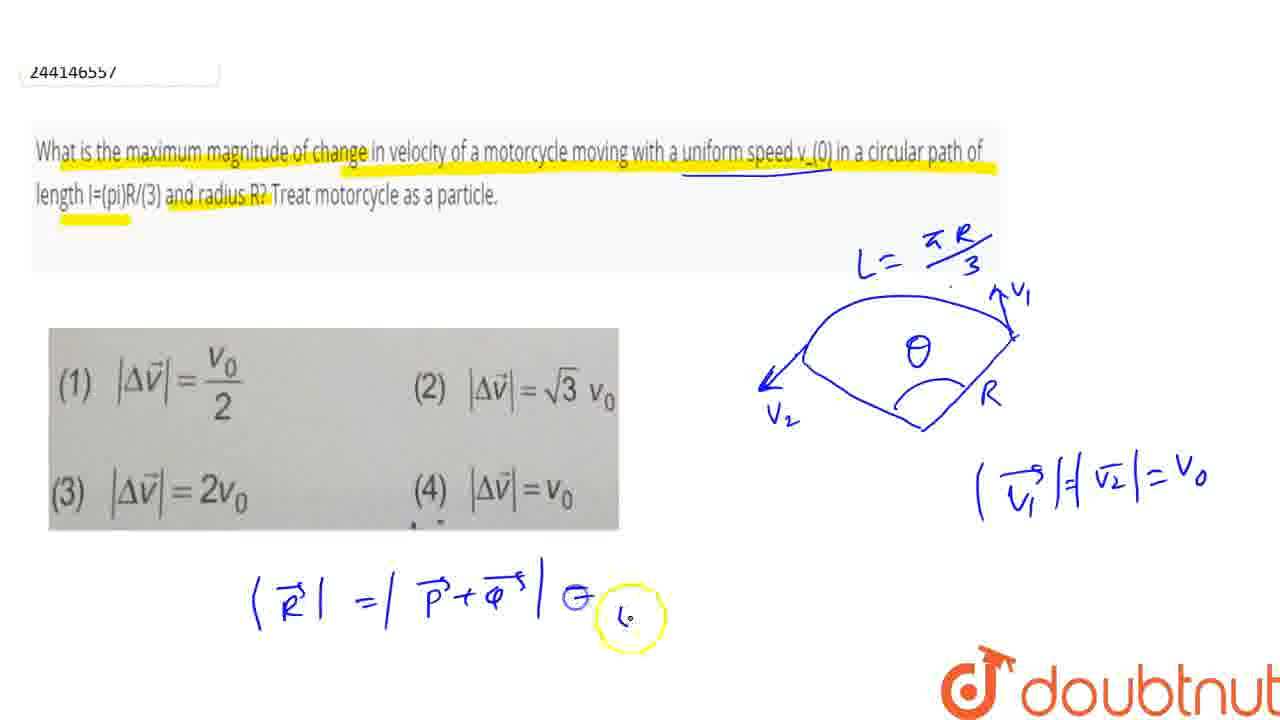 244146557
What is the maximum magnitude of change in velocity of a motorcycle moving with a uniform speed v_(0) in a circular path of
length l=(pi)R/(3) and radius R? Treat motorcycle as a particle.
L = πR/3
V₁
θ
R
V₂
(1) |Δv⃗| = v₀/2
(2) |Δv⃗| = √3 v₀
(3) |Δv⃗| = 2v₀
(4) |Δv⃗| = v₀
|V₁⃗| = |V₂⃗| = V₀
|R⃗| = |P⃗ + Q⃗| =
doubtnut